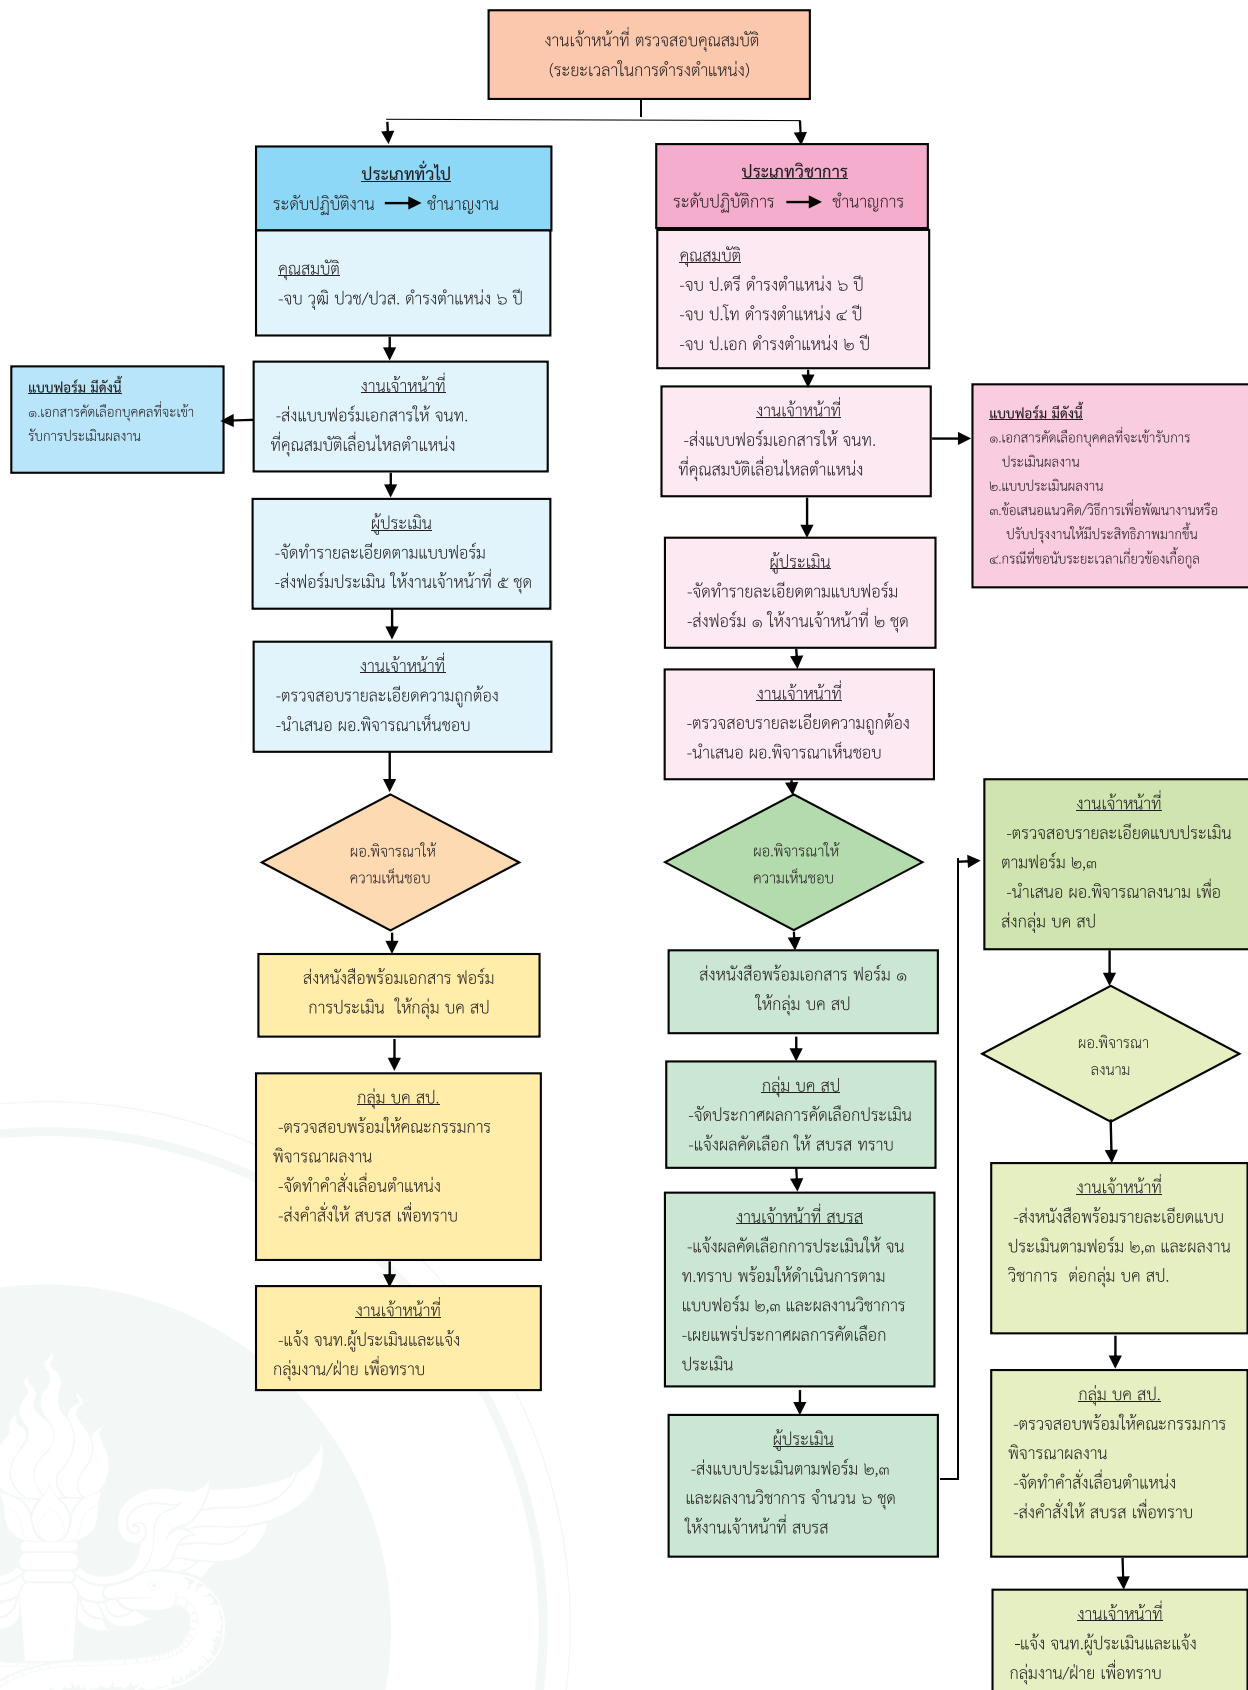 งานเจ้าหน้าที่ ตรวจสอบคุณสมบัติ
(ระยะเวลาในการดำรงตำแหน่ง)
ประเภททั่วไป
ระดับปฏิบัติงาน ชำนาญงาน
คุณสมบัติ
-จบ วุฒิ ปวช/ปวส. ดำรงตำแหน่ง ๖ ปี
งานเจ้าหน้าที่
-ส่งแบบฟอร์มเอกสารให้ จนท.
ที่คุณสมบัติเลื่อนไหลตำแหน่ง
แบบฟอร์ม มีดังนี้
๑.เอกสารคัดเลือกบุคคลที่จะเข้า
รับการประเมินผลงาน
ผู้ประเมิน
-จัดทำรายละเอียดตามแบบฟอร์ม
-ส่งฟอร์มประเมิน ให้งานเจ้าหน้าที่ ๕ ชุด
งานเจ้าหน้าที่
-ตรวจสอบรายละเอียดความถูกต้อง
-นำเสนอ ผอ.พิจารณาเห็นชอบ
ผอ.พิจารณาให้
ความเห็นชอบ
ส่งหนังสือพร้อมเอกสาร ฟอร์ม
การประเมิน ให้กลุ่ม บค สป
กลุ่ม บค สป.
-ตรวจสอบพร้อมให้คณะกรรมการ
พิจารณาผลงาน
-จัดทำคำสั่งเลื่อนตำแหน่ง
-ส่งคำสั่งให้ สบรส เพื่อทราบ
งานเจ้าหน้าที่
-แจ้ง จนท.ผู้ประเมินและแจ้ง
กลุ่มงาน/ฝ่าย เพื่อทราบ
ประเภทวิชาการ
ระดับปฏิบัติการ ชำนาญการ
คุณสมบัติ
-จบ ป.ตรี ดำรงตำแหน่ง ๖ ปี
-จบ ป.โท ดำรงตำแหน่ง ๔ ปี
-จบ ป.เอก ดำรงตำแหน่ง ๒ ปี
งานเจ้าหน้าที่
-ส่งแบบฟอร์มเอกสารให้ จนท.
ที่คุณสมบัติเลื่อนไหลตำแหน่ง
แบบฟอร์ม มีดังนี้
๑.เอกสารคัดเลือกบุคคลที่จะเข้ารับการ
ประเมินผลงาน
๒.แบบประเมินผลงาน
๓.ข้อเสนอแนวคิด/วิธีการเพื่อพัฒนางานหรือ
ปรับปรุงงานให้มีประสิทธิภาพมากขึ้น
๔.กรณีที่ขอนับระยะเวลาเกี่ยวข้องเกื้อกูล
ผู้ประเมิน
-จัดทำรายละเอียดตามแบบฟอร์ม
-ส่งฟอร์ม ๑ ให้งานเจ้าหน้าที่ ๒ ชุด
งานเจ้าหน้าที่
-ตรวจสอบรายละเอียดความถูกต้อง
-นำเสนอ ผอ.พิจารณาเห็นชอบ
ผอ.พิจารณาให้
ความเห็นชอบ
ส่งหนังสือพร้อมเอกสาร ฟอร์ม ๑
ให้กลุ่ม บค สป
กลุ่ม บค สป
-จัดประกาศผลการคัดเลือกประเมิน
-แจ้งผลคัดเลือก ให้ สบรส ทราบ
งานเจ้าหน้าที่ สบรส
-แจ้งผลคัดเลือกการประเมินให้ จน
ท.ทราบ พร้อมให้ดำเนินการตาม
แบบฟอร์ม ๒,๓ และผลงานวิชาการ
-เผยแพร่ประกาศผลการคัดเลือก
ประเมิน
ผู้ประเมิน
-ส่งแบบประเมินตามฟอร์ม ๒,๓
และผลงานวิชาการ จำนวน ๖ ชุด
ให้งานเจ้าหน้าที่ สบรส
งานเจ้าหน้าที่
-ตรวจสอบรายละเอียดแบบประเมิน
ตามฟอร์ม ๒,๓
-นำเสนอ ผอ.พิจารณาลงนาม เพื่อ
ส่งกลุ่ม บค สป
ผอ.พิจารณา
ลงนาม
งานเจ้าหน้าที่
-ส่งหนังสือพร้อมรายละเอียดแบบ
ประเมินตามฟอร์ม ๒,๓ และผลงาน
วิชาการ ต่อกลุ่ม บค สป.
กลุ่ม บค สป.
-ตรวจสอบพร้อมให้คณะกรรมการ
พิจารณาผลงาน
-จัดทำคำสั่งเลื่อนตำแหน่ง
-ส่งคำสั่งให้ สบรส เพื่อทราบ
งานเจ้าหน้าที่
-แจ้ง จนท.ผู้ประเมินและแจ้ง
กลุ่มงาน/ฝ่าย เพื่อทราบ